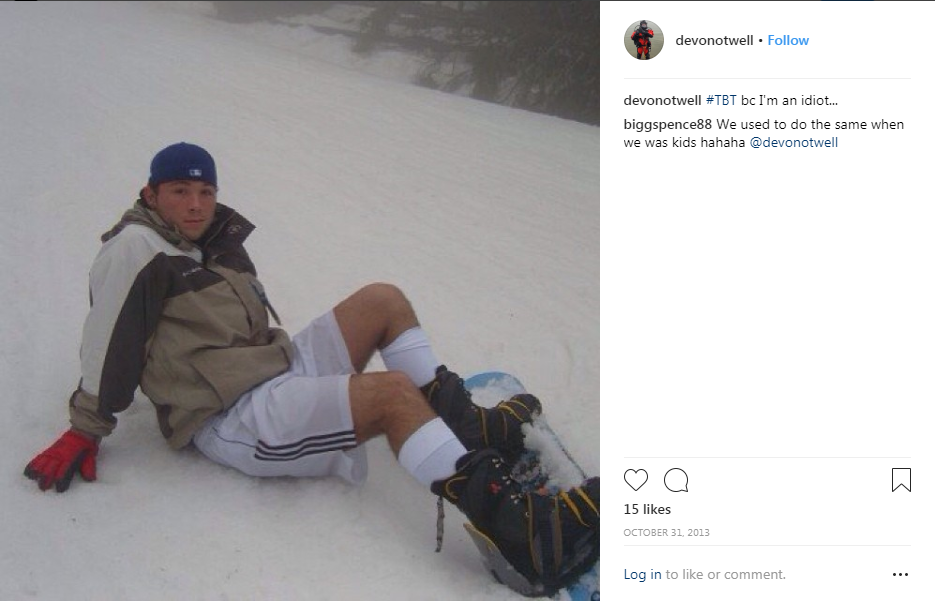 devonotwell • Follow
devonotwell #TBT bc I'm an idiot...
biggspence88 We used to do the same when
we was kids hahaha @devonotwell
15 likes
OCTOBER 31, 2013
Log in to like or comment.